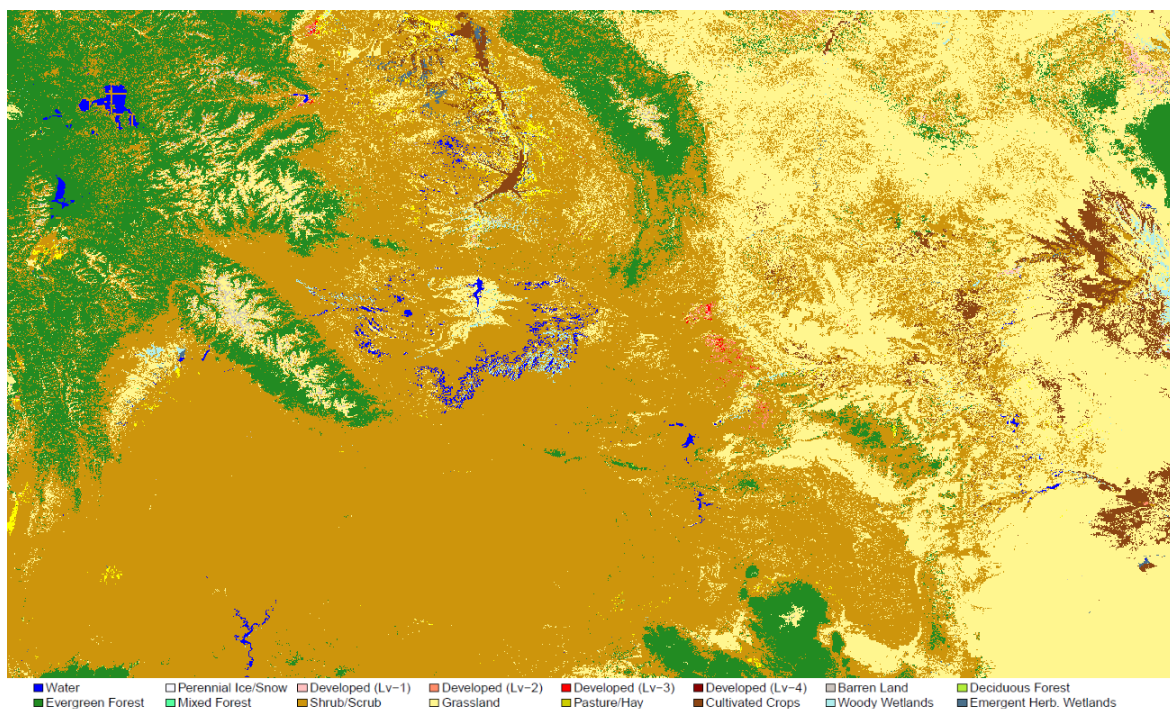 Water Perennial Ice/Snow Developed (Lv−1) Developed (Lv−2) Developed (Lv−3) Developed (Lv−4) Barren Land Deciduous Forest
Evergreen Forest Mixed Forest Shrub/Scrub Grassland Pasture/Hay Cultivated Crops Woody Wetlands Emergent Herb. Wetlands